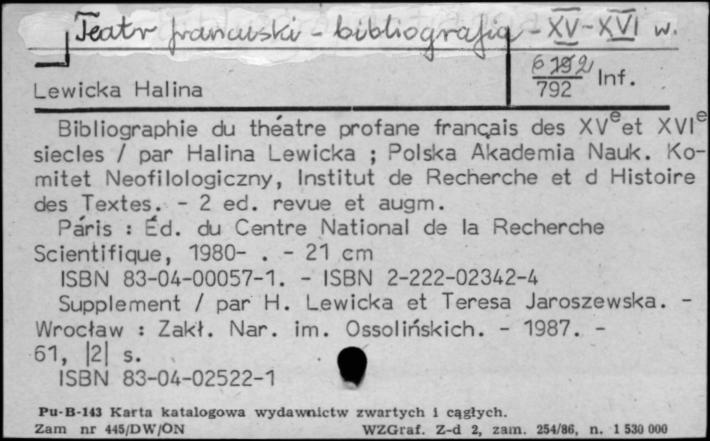 Teatr francuski - bibliografia - XV-XVI w.
Lewicka Halina
792 Inf.
Bibliographie du théatre profane français des XVe et XVIe
siecles / par Halina Lewicka ; Polska Akademia Nauk. Ko-
mitet Neofilologiczny, Institut de Recherche et d Histoire
des Textes. - 2 ed. revue et augm.
Páris : Éd. du Centre National de la Recherche
Scientifique, 1980- . - 21 cm
ISBN 83-04-00057-1. - ISBN 2-222-02342-4
Supplement / par H. Lewicka et Teresa Jaroszewska. -
Wrocław : Zakł. Nar. im. Ossolińskich. - 1987. -
61, |2| s.
ISBN 83-04-02522-1
Pu-B-143 Karta katalogowa wydawnictw zwartych i cągłych.
Zam nr 445/DW/ON WZGraf. Z-d 2, zam. 254/86, n. 1 530 000